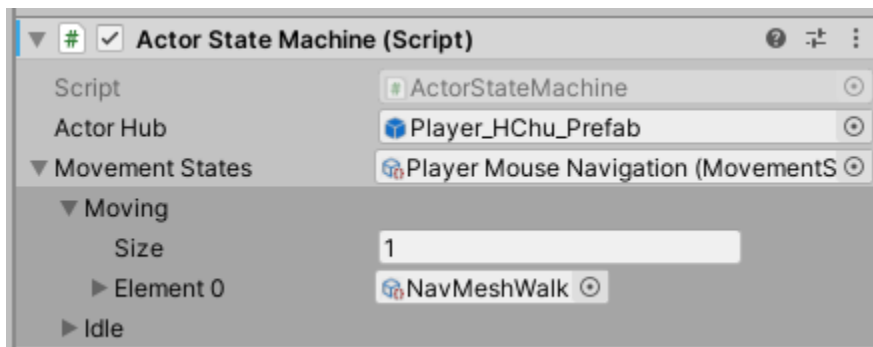 # Actor State Machine (Script)
Script # ActorStateMachine
Actor Hub Player_HChu_Prefab
Movement States Player Mouse Navigation (MovementS
Moving
Size 1
Element 0 NavMeshWalk
Idle